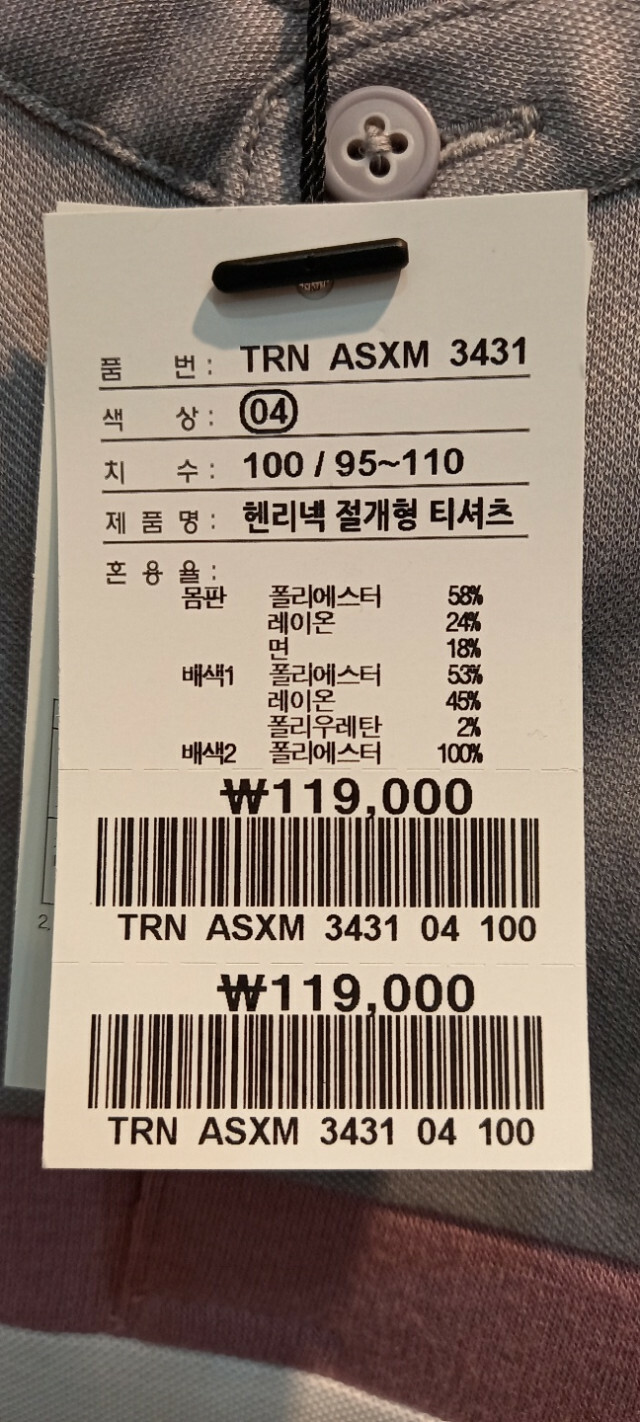 품 번 : TRN ASXM 3431
색 상 : 04
치 수 : 100 / 95~110
제 품 명 : 헨리넥 절개형 티셔츠
혼 용 율 :
몸판 폴리에스터 58%
레이온 24%
면 18%
배색1 폴리에스터 53%
레이온 45%
폴리우레탄 2%
배색2 폴리에스터 100%
₩119,000
TRN ASXM 3431 04 100
₩119,000
TRN ASXM 3431 04 100
2.